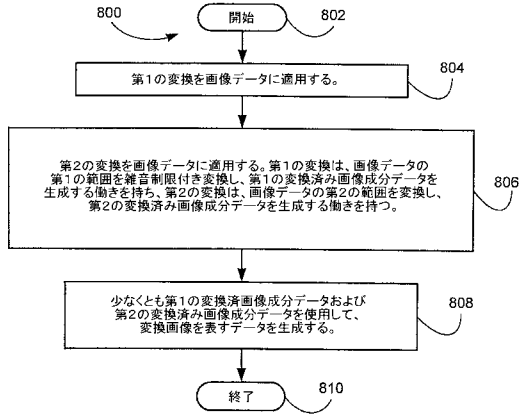 800
開始
802
第1の変換を画像データに適用する。
804
第2の変換を画像データに適用する。第1の変換は、画像データの
第1の範囲を雑音制限付き変換し、第1の変換済み画像成分データを
生成する働きを持ち、第2の変換は、画像データの第2の範囲を変換し、
第2の変換済み画像成分データを生成する働きを持つ。
806
少なくとも第1の変換済画像成分データおよび
第2の変換済み画像成分データを使用して、
変換画像を表すデータを生成する。
808
終了
810